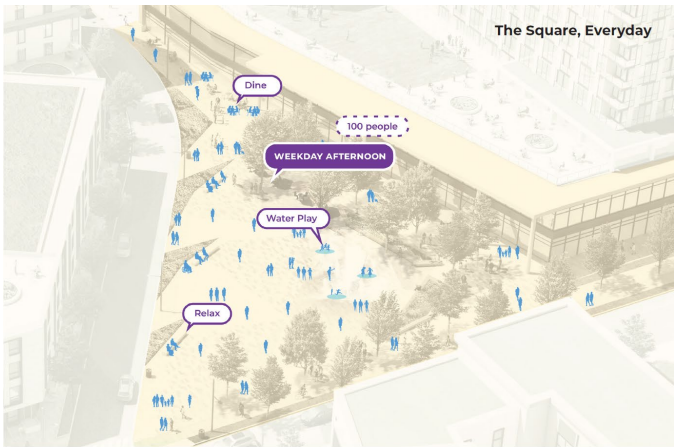 The Square, Everyday
Dine
100 people
WEEKDAY AFTERNOON
Water Play
Relax